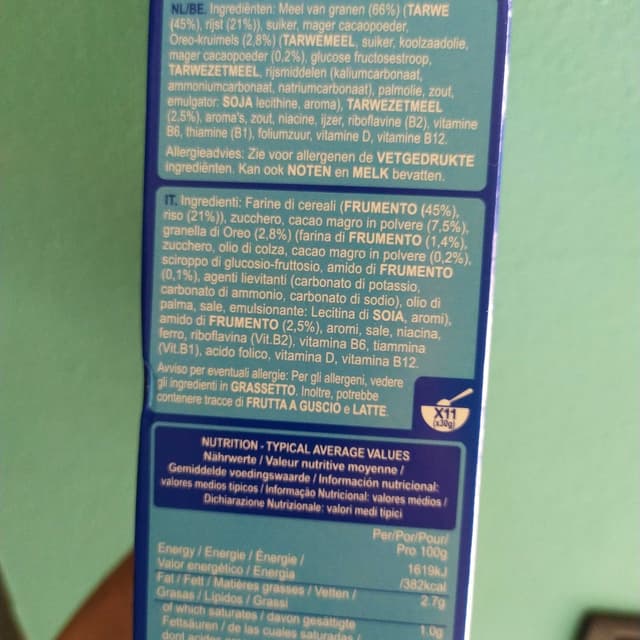 NL/BE. Ingrediënten: Meel van granen (66%) (TARWE
(45%), rijst (21%)), suiker, mager cacaopoeder,
Oreo-kruimels (2,8%) (TARWEMEEL, suiker, koolzaadolie,
mager cacaopoeder (0,2%), glucose fructosestroop,
TARWEZETMEEL, rijsmiddelen (kaliumcarbonaat,
ammoniumcarbonaat, natriumcarbonaat), palmolie, zout,
emulgator: SOJA lecithine, aroma), TARWEZETMEEL
(2,5%), aroma's, zout, niacine, ijzer, riboflavine (B2), vitamine
B6, thiamine (B1), foliumzuur, vitamine D, vitamine B12.
Allergieadvies: Zie voor allergenen de VETGEDRUKTE
ingrediënten. Kan ook NOTEN en MELK bevatten.
IT. Ingredienti: Farine di cereali (FRUMENTO (45%),
riso (21%)), zucchero, cacao magro in polvere (7,5%),
granella di Oreo (2,8%) (farina di FRUMENTO (1,4%),
zucchero, olio di colza, cacao magro in polvere (0,2%),
sciroppo di glucosio-fruttosio, amido di FRUMENTO
(0,1%), agenti lievitanti (carbonato di potassio,
carbonato di ammonio, carbonato di sodio), olio di
palma, sale, emulsionante: Lecitina di SOIA, aromi),
amido di FRUMENTO (2,5%), aromi, sale, niacina,
ferro, riboflavina (Vit.B2), vitamina B6, tiammina
(Vit.B1), acido folico, vitamina D, vitamina B12.
Avviso per eventuali allergie: Per gli allergeni, vedere
gli ingredienti in GRASSETTO. Inoltre, potrebbe
contenere tracce di FRUTTA A GUSCIO e LATTE.
X11
(x30g)
NUTRITION - TYPICAL AVERAGE VALUES
Nährwerte / Valeur nutritive moyenne /
Gemiddelde voedingswaarde / Información nutricional:
valores medios típicos / Informação Nutricional: valores médios /
Dichiarazione Nutrizionale: valori medi tipici
Per/Por/Pour/
Pro 100g
Energy / Energie / Énergie /
Valor energético / Energia
1619kJ
/382kcal
Fat / Fett / Matières grasses / Vetten /
Grasas / Lípidos / Grassi
2.7g
of which saturates / davon gesättigte
Fettsäuren / de las cuales saturadas /
1.0g
dont acides